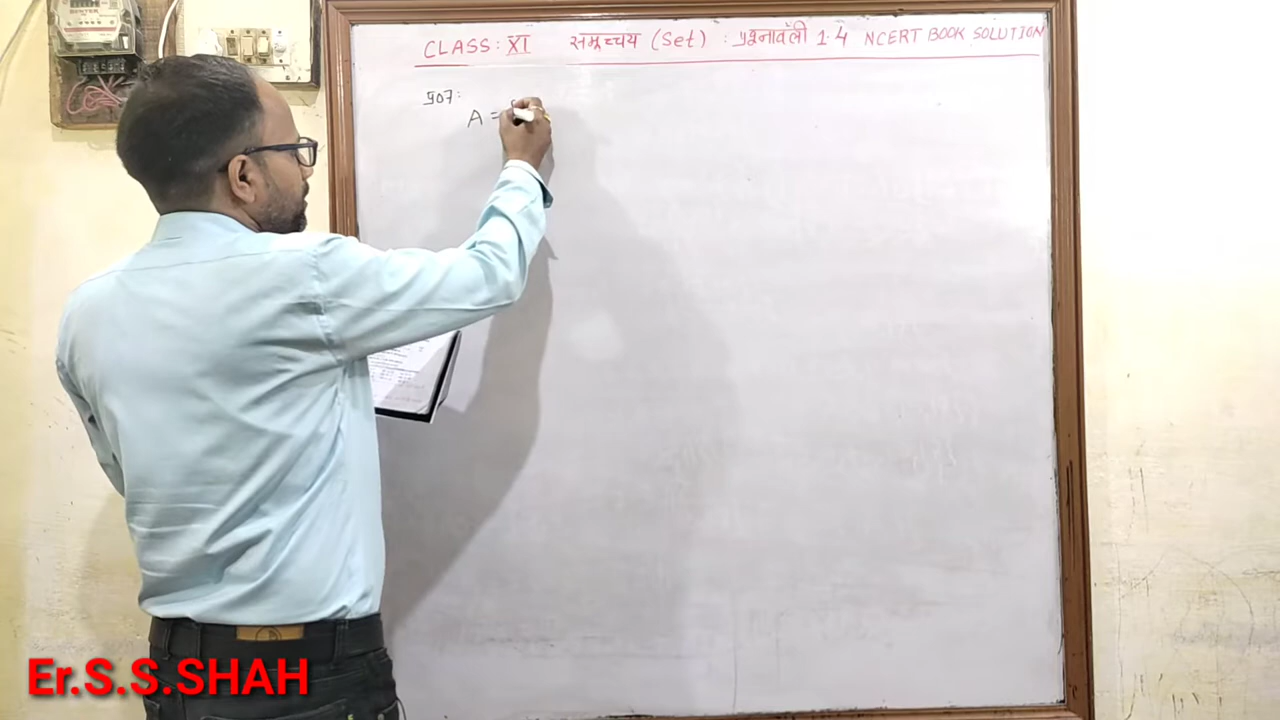 CLASS: XI समूच्चय (Set) : प्रश्नावली 1.4 NCERT BOOK SOLUTION
प्र07:
A =
Er.S.S.SHAH